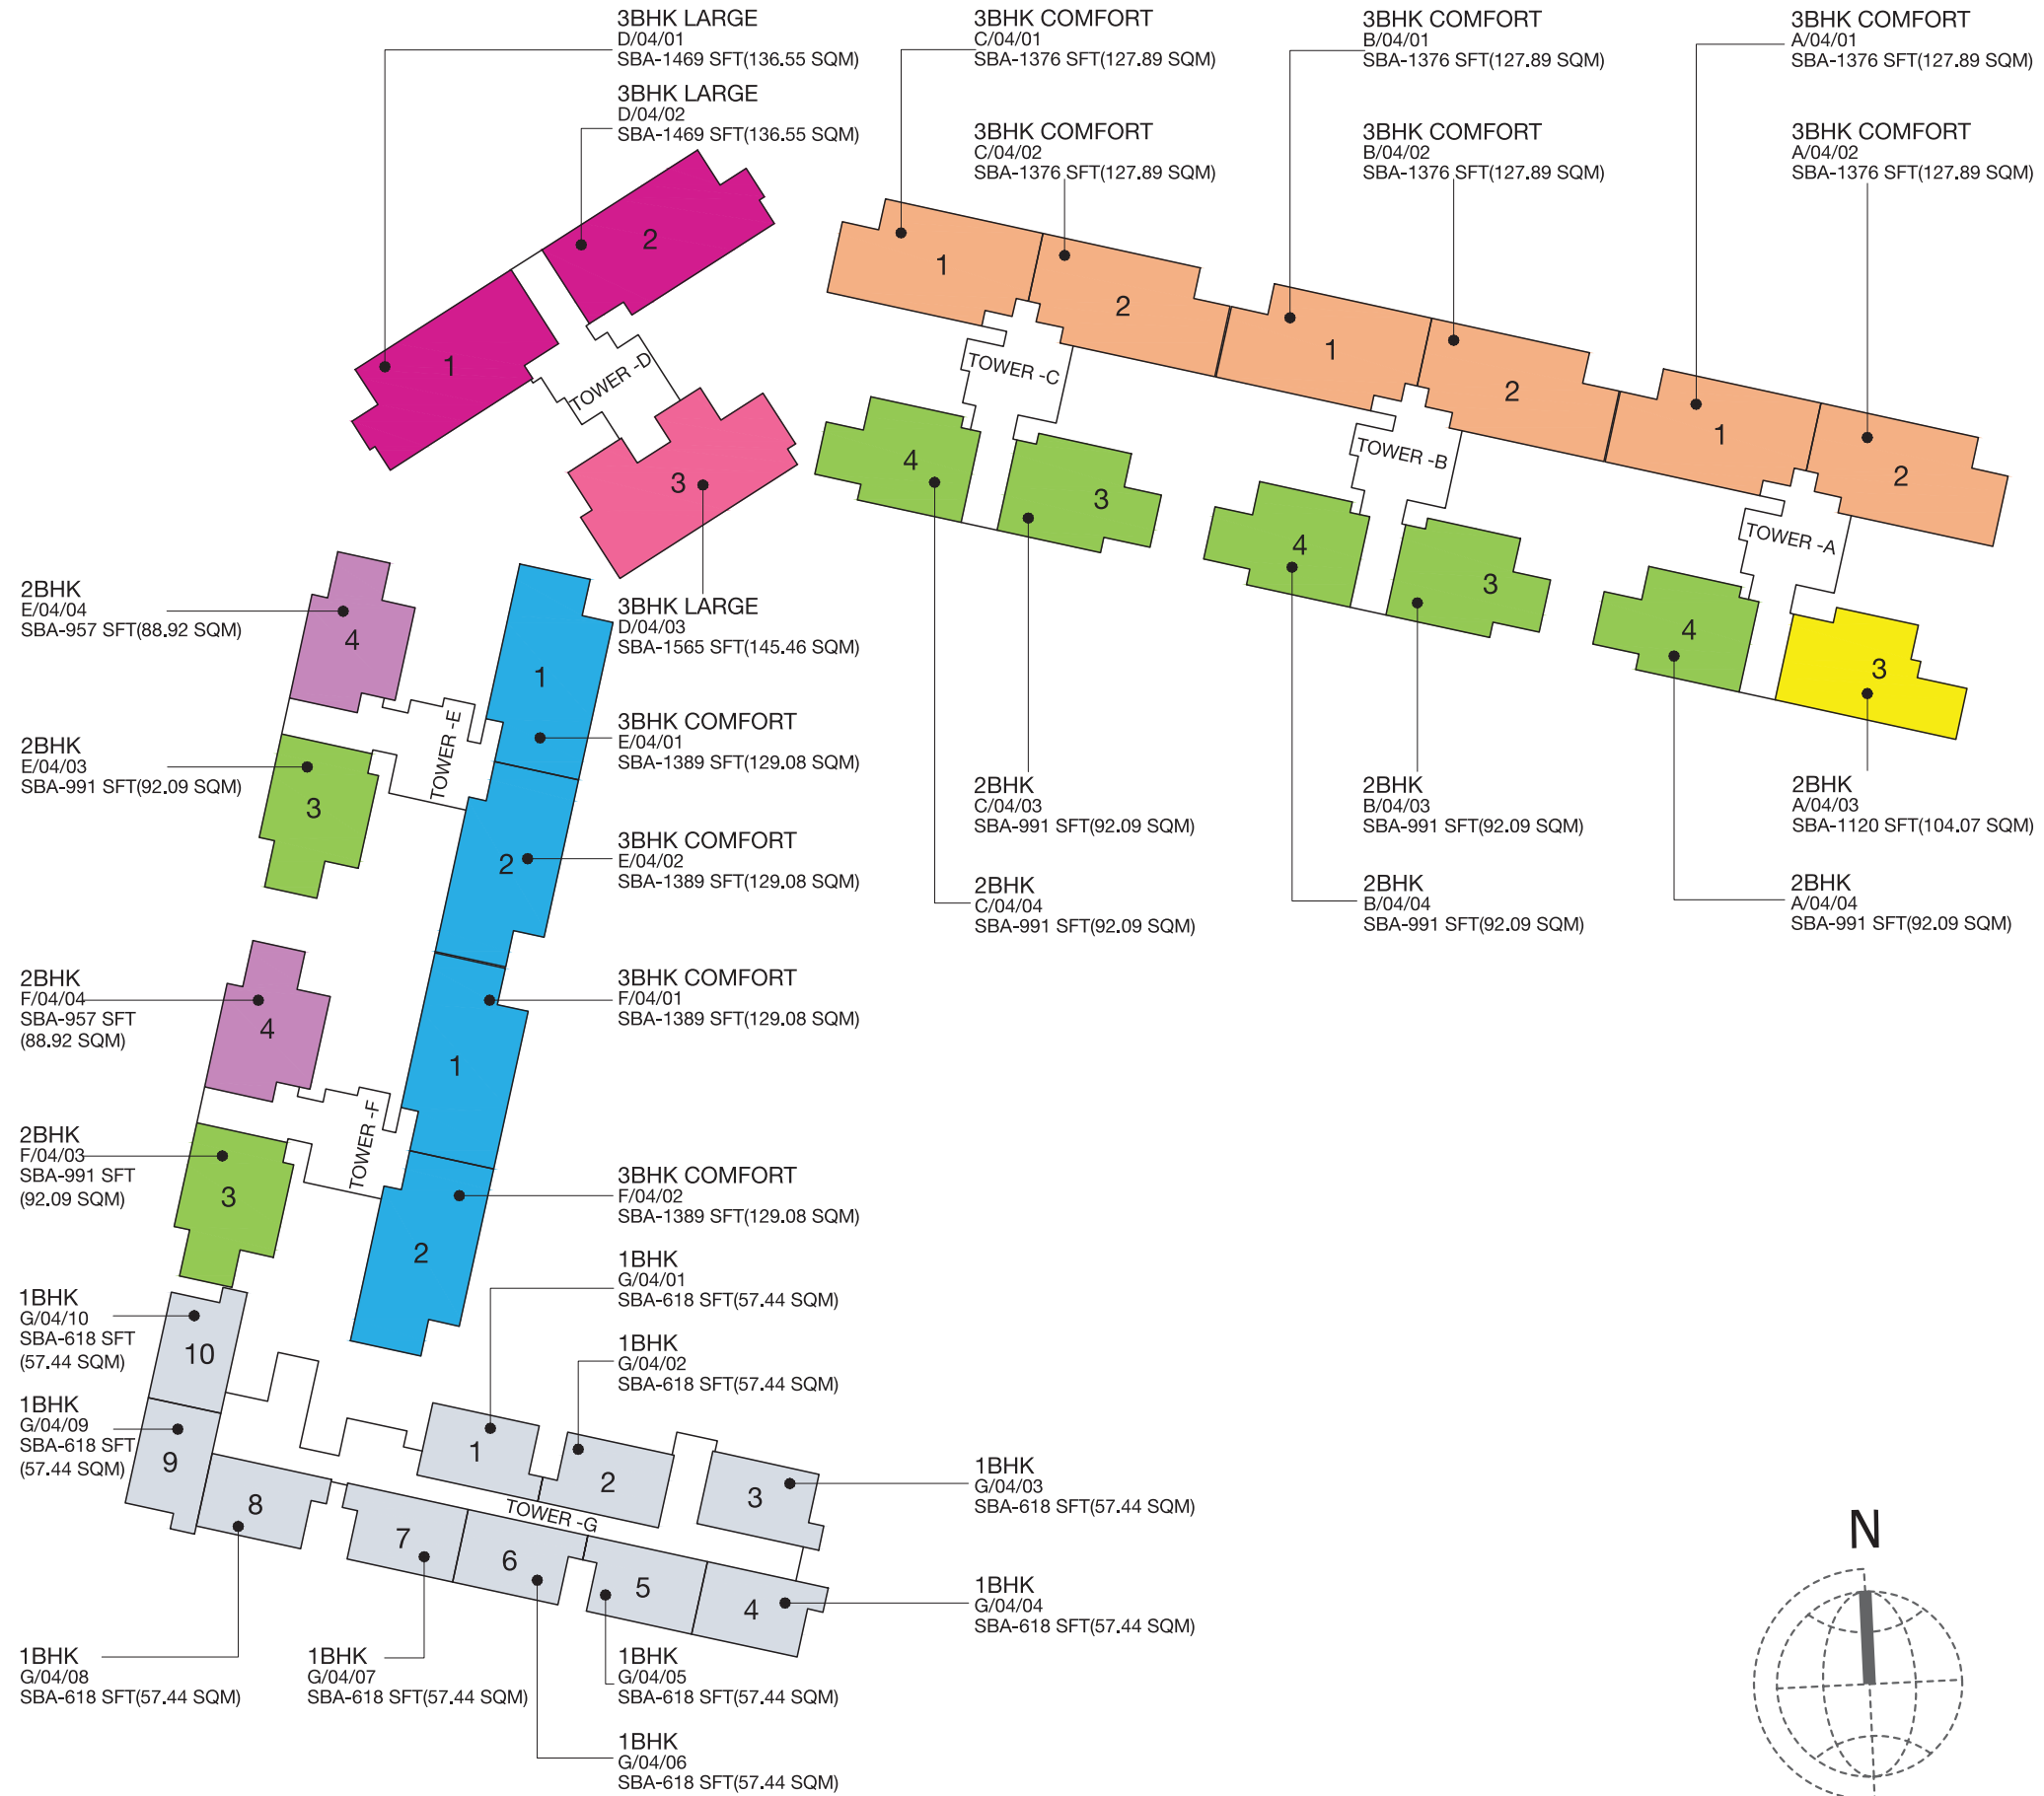 3BHK LARGE
D/04/01
SBA-1469 SFT(136.55 SQM)
3BHK LARGE
D/04/02
SBA-1469 SFT(136.55 SQM)
3BHK COMFORT
C/04/01
SBA-1376 SFT(127.89 SQM)
3BHK COMFORT
C/04/02
SBA-1376 SFT(127.89 SQM)
3BHK COMFORT
B/04/01
SBA-1376 SFT(127.89 SQM)
3BHK COMFORT
B/04/02
SBA-1376 SFT(127.89 SQM)
3BHK COMFORT
A/04/01
SBA-1376 SFT(127.89 SQM)
3BHK COMFORT
A/04/02
SBA-1376 SFT(127.89 SQM)
2
1
TOWER -D
3
1
2
TOWER -C
4
3
1
2
TOWER -B
4
3
1
2
TOWER -A
4
3
3BHK LARGE
D/04/03
SBA-1565 SFT(145.46 SQM)
2BHK
E/04/04
SBA-957 SFT(88.92 SQM)
4
1
TOWER -E
3BHK COMFORT
E/04/01
SBA-1389 SFT(129.08 SQM)
2BHK
E/04/03
SBA-991 SFT(92.09 SQM)
3
2
3BHK COMFORT
E/04/02
SBA-1389 SFT(129.08 SQM)
2BHK
C/04/03
SBA-991 SFT(92.09 SQM)
2BHK
C/04/04
SBA-991 SFT(92.09 SQM)
2BHK
B/04/03
SBA-991 SFT(92.09 SQM)
2BHK
B/04/04
SBA-991 SFT(92.09 SQM)
2BHK
A/04/03
SBA-1120 SFT(104.07 SQM)
2BHK
A/04/04
SBA-991 SFT(92.09 SQM)
2BHK
F/04/04
SBA-957 SFT
(88.92 SQM)
4
1
3BHK COMFORT
F/04/01
SBA-1389 SFT(129.08 SQM)
2BHK
F/04/03
SBA-991 SFT
(92.09 SQM)
3
TOWER -F
2
3BHK COMFORT
F/04/02
SBA-1389 SFT(129.08 SQM)
1BHK
G/04/01
SBA-618 SFT(57.44 SQM)
1BHK
G/04/02
SBA-618 SFT(57.44 SQM)
1BHK
G/04/10
SBA-618 SFT
(57.44 SQM)
10
1BHK
G/04/09
SBA-618 SFT
(57.44 SQM)
9
8
1
2
3
TOWER -G
7
6
5
4
1BHK
G/04/03
SBA-618 SFT(57.44 SQM)
1BHK
G/04/04
SBA-618 SFT(57.44 SQM)
1BHK
G/04/08
SBA-618 SFT(57.44 SQM)
1BHK
G/04/07
SBA-618 SFT(57.44 SQM)
1BHK
G/04/05
SBA-618 SFT(57.44 SQM)
1BHK
G/04/06
SBA-618 SFT(57.44 SQM)
N